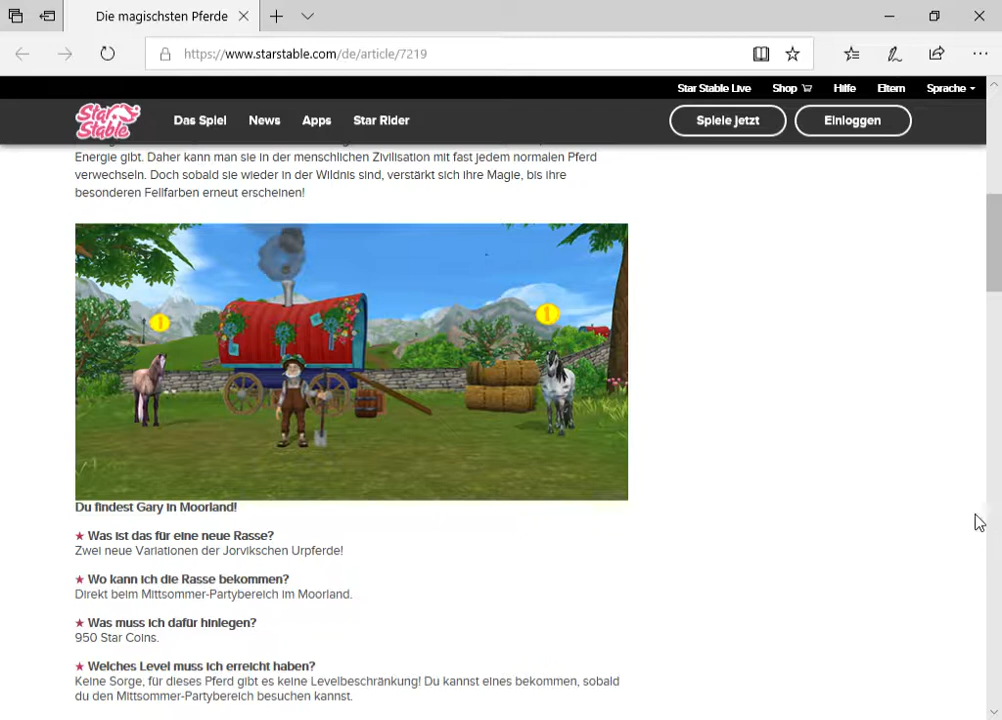 Die magischsten Pferde
https://www.starstable.com/de/article/7219
Star Stable Live Shop Hilfe Eltern Sprache
Star Stable
Das Spiel News Apps Star Rider Spiele jetzt Einloggen
Energie gibt. Daher kann man sie in der menschlichen Zivilisation mit fast jedem normalen Pferd
verwechseln. Doch sobald sie wieder in der Wildnis sind, verstärkt sich ihre Magie, bis ihre
besonderen Fellfarben erneut erscheinen!
Du findest Gary in Moorland!
★ Was ist das für eine neue Rasse?
Zwei neue Variationen der Jorvikschen Urpferde!
★ Wo kann ich die Rasse bekommen?
Direkt beim Mittsommer-Partybereich im Moorland.
★ Was muss ich dafür hinlegen?
950 Star Coins.
★ Welches Level muss ich erreicht haben?
Keine Sorge, für dieses Pferd gibt es keine Levelbeschränkung! Du kannst eines bekommen, sobald
du den Mittsommer-Partybereich besuchen kannst.